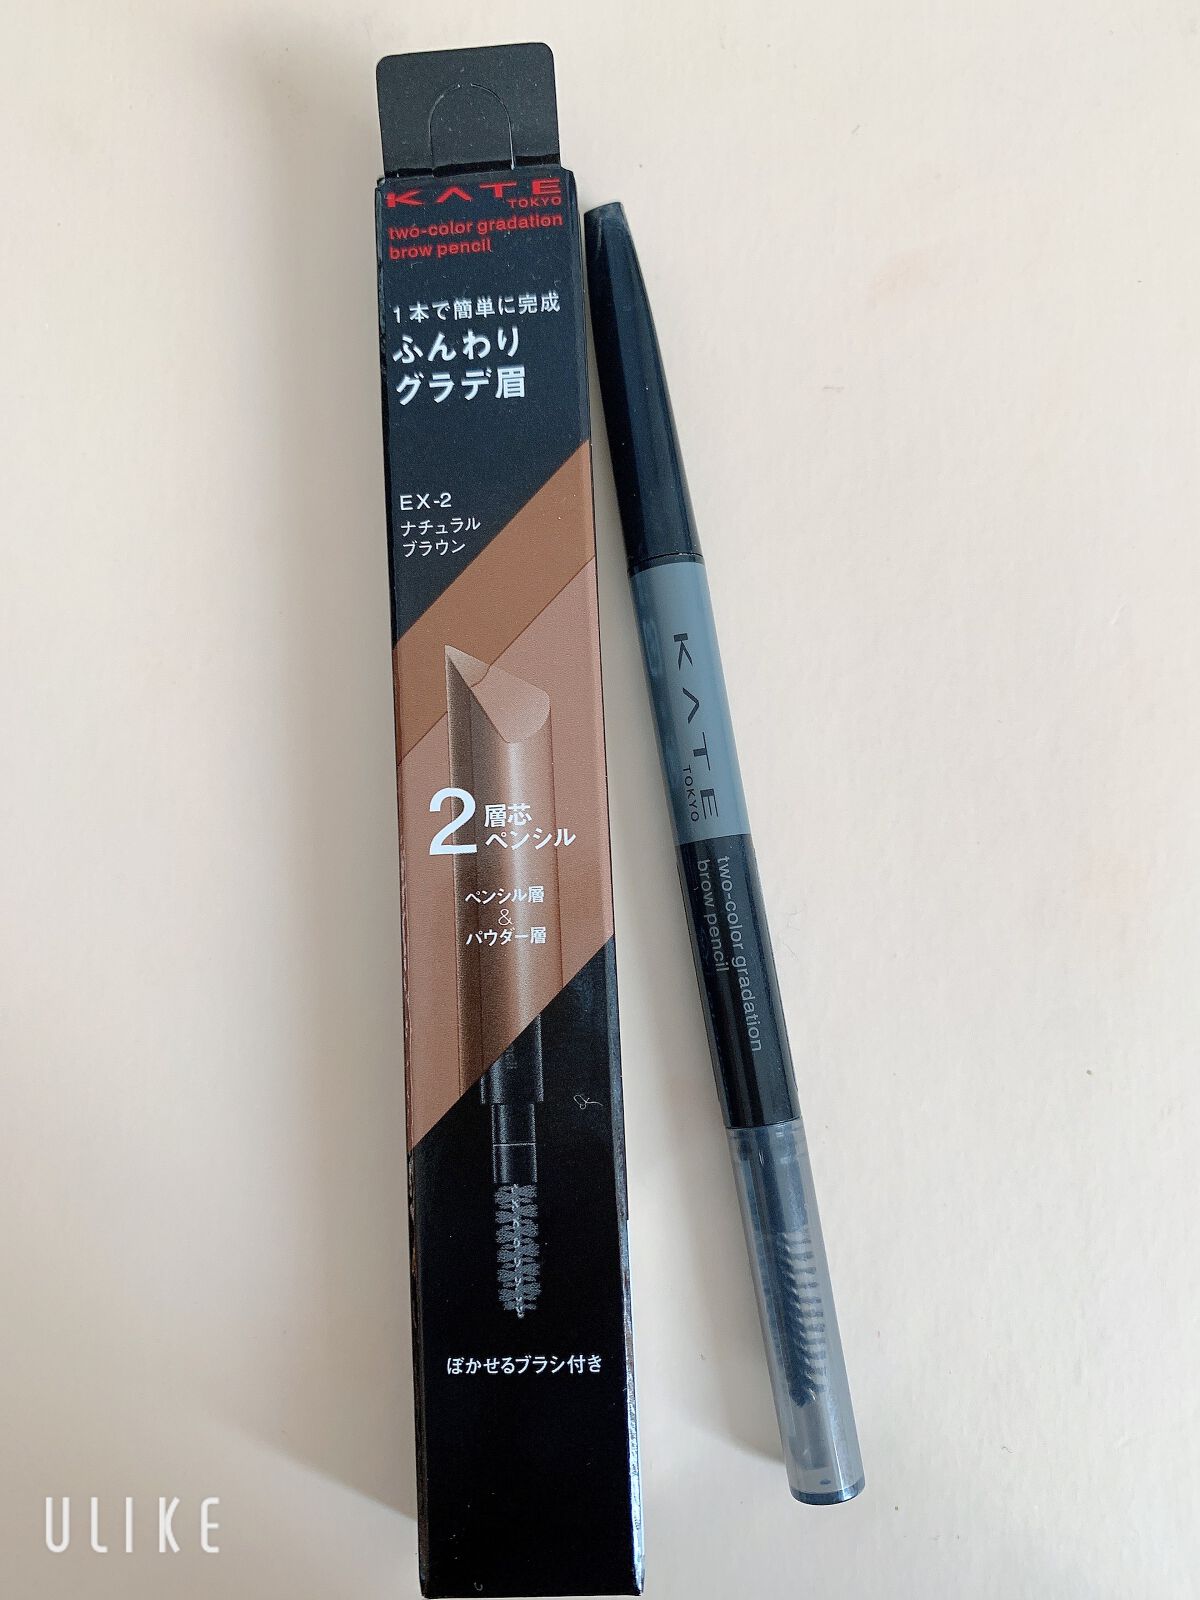 KATE
TOKYO
two-color gradation
brow pencil
1本で簡単に完成
ふんわり
グラデ眉
EX-2
ナチュラル
ブラウン
2層芯
ペンシル
ペンシル層
&
パウダー層
ぼかせるブラシ付き
KATE
TOKYO
two-color gradation
brow pencil
ULIKE